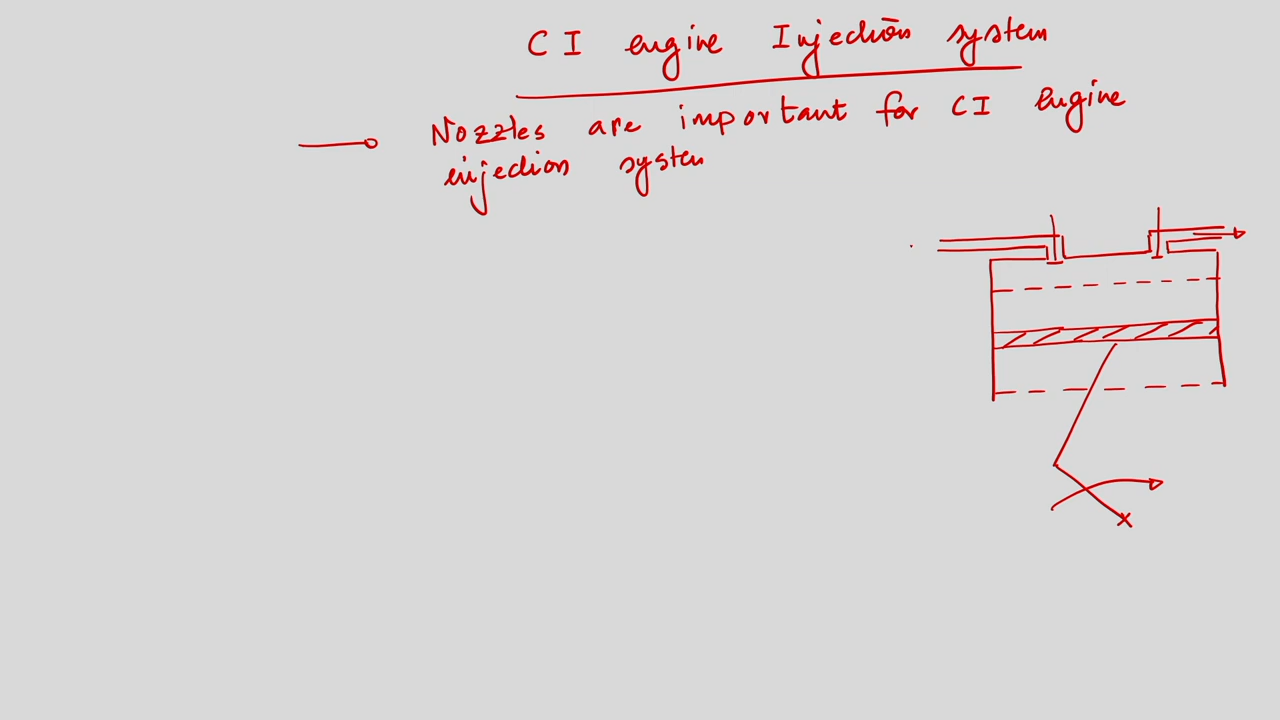 CI engine Injection system
Nozzles are important for CI engine
injection system